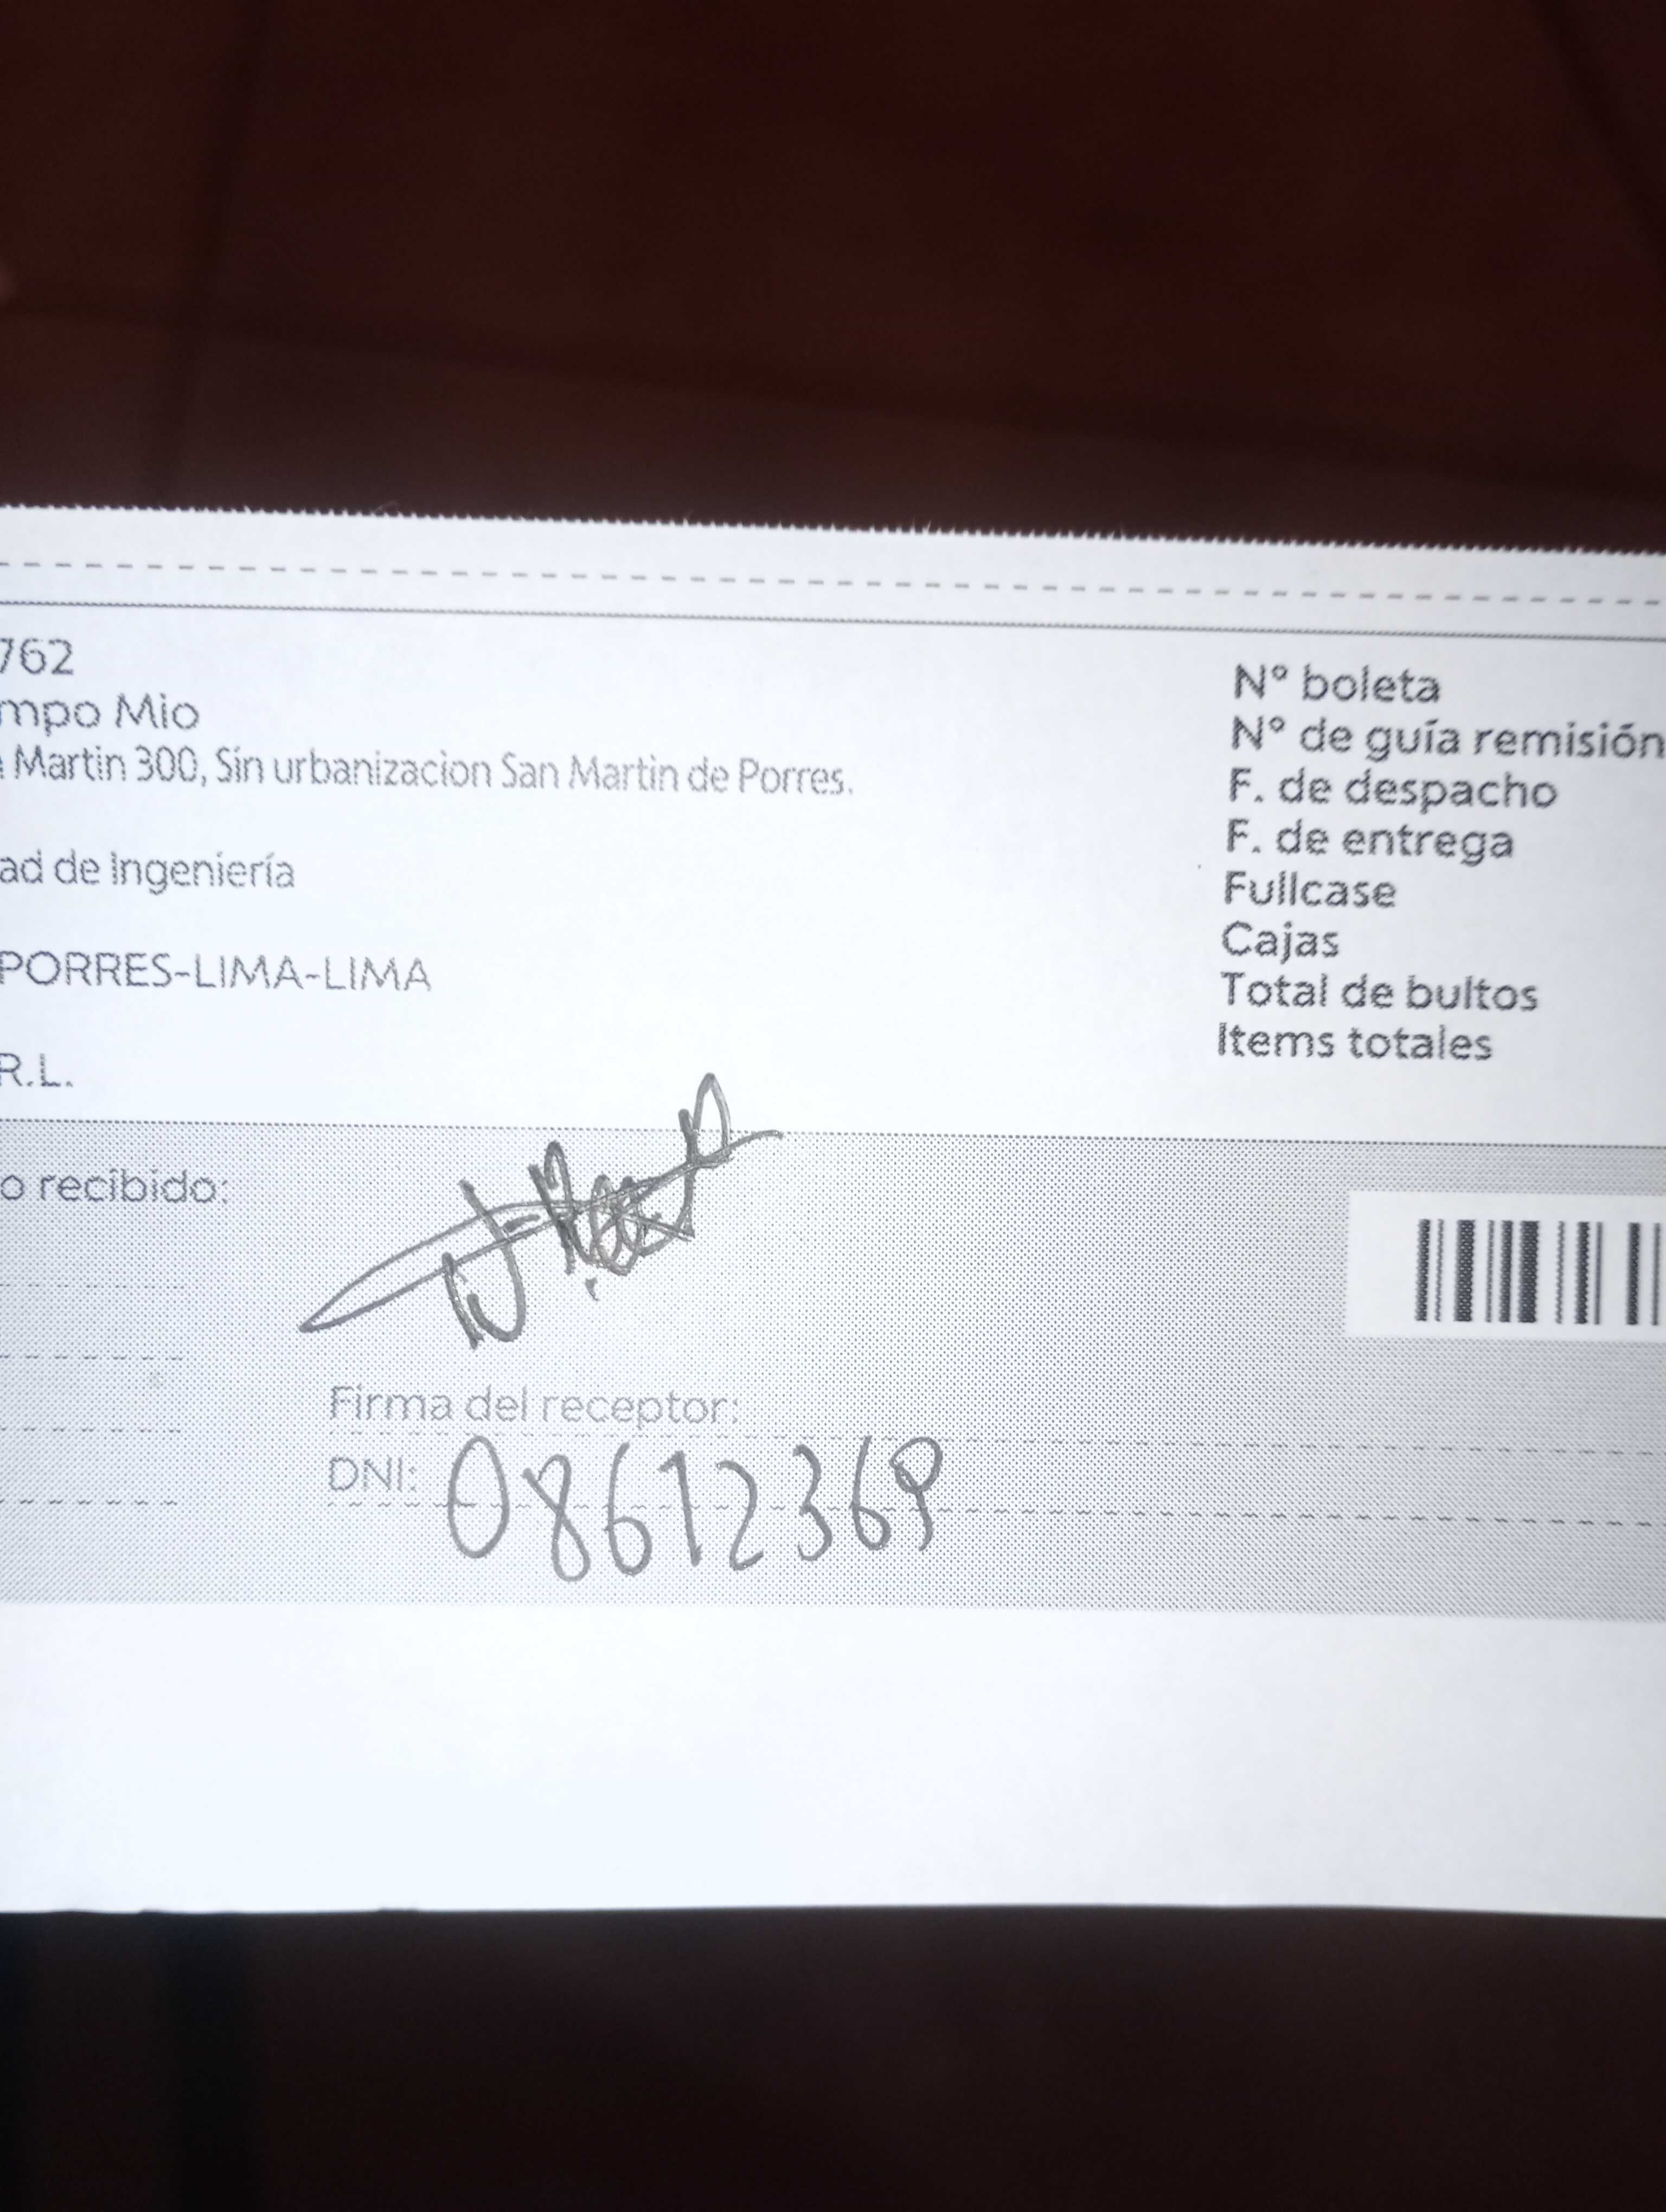 762
mpo Mio
Martin 300, Sin urbanizacion San Martin de Porres.
ad de Ingeniería
PORRES-LIMA-LIMA
R.L.
N° boleta
N° de guía remisión
F. de despacho
F. de entrega
Fullcase
Cajas
Total de bultos
Items totales
o recibido:
Firma del receptor:
DNI: 08612369